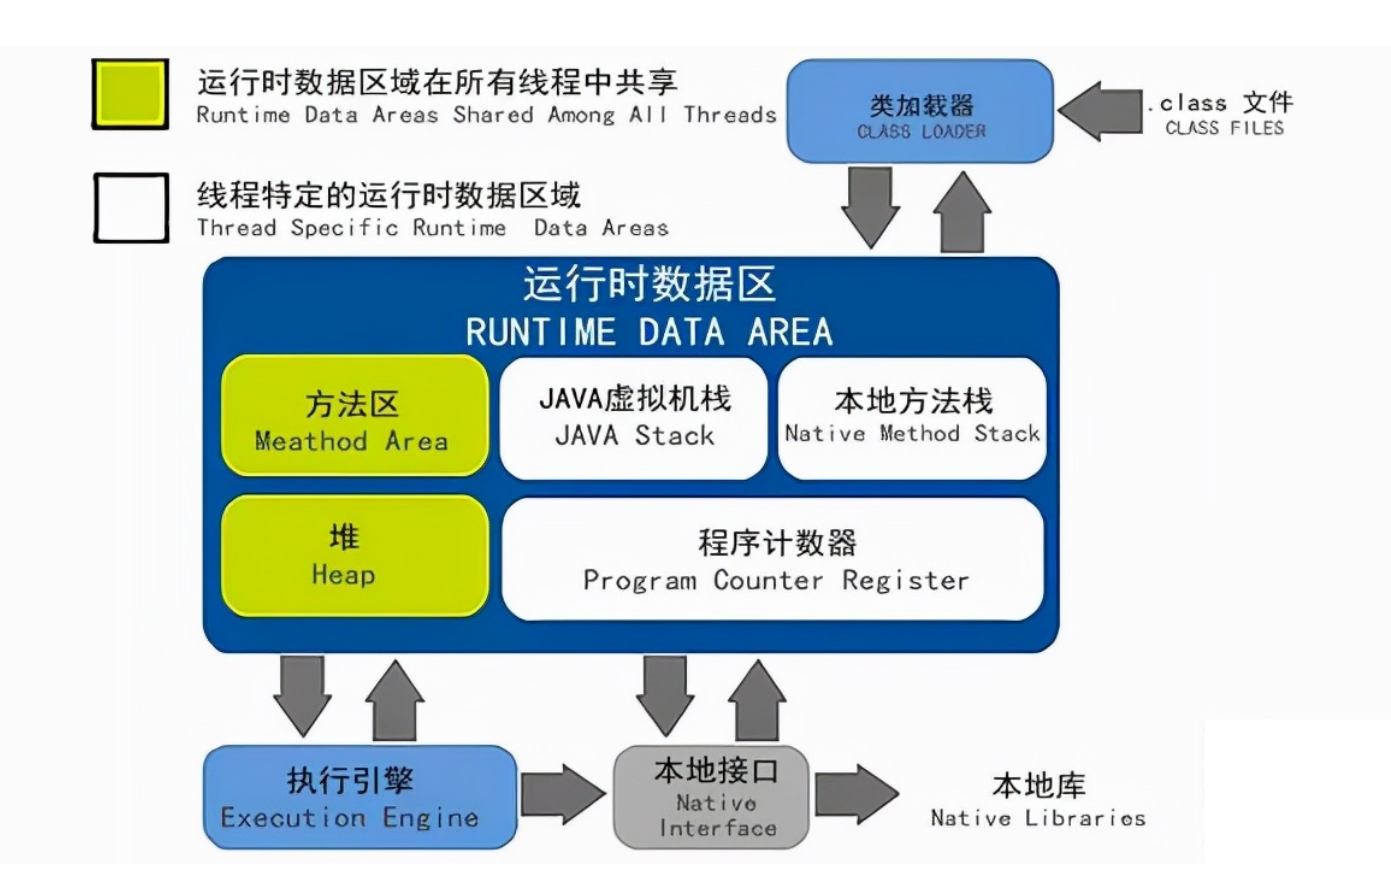 运行时数据区域在所有线程中共享
Runtime Data Areas Shared Among All Threads
类加载器
CLASS LOADER
.class 文件
CLASS FILES
线程特定的运行时数据区域
Thread Specific Runtime Data Areas
运行时数据区
RUNTIME DATA AREA
方法区
Meathod Area
JAVA虚拟机栈
JAVA Stack
本地方法栈
Native Method Stack
堆
Heap
程序计数器
Program Counter Register
执行引擎
Execution Engine
本地接口
Native
Interface
本地库
Native Libraries